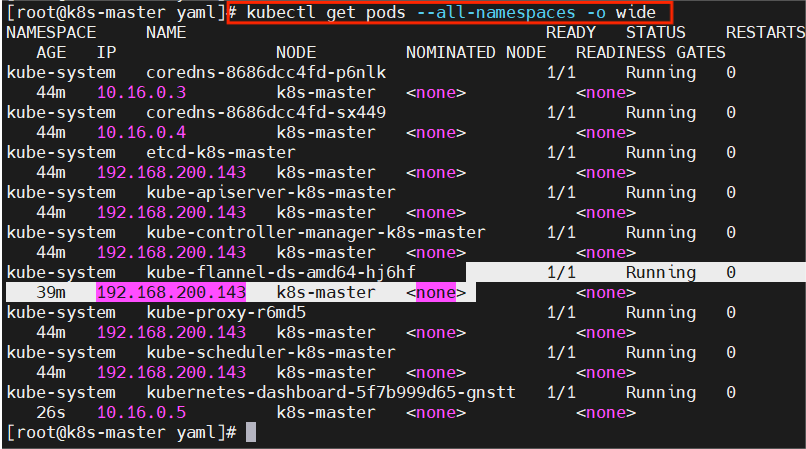 [root@k8s-master yaml]# kubectl get pods --all-namespaces -o wide
NAMESPACE     NAME                                    READY   STATUS    RESTARTS
   AGE   IP                NODE         NOMINATED NODE   READINESS GATES
kube-system   coredns-8686dcc4fd-p6nlk                1/1     Running   0
   44m   10.16.0.3         k8s-master   <none>           <none>
kube-system   coredns-8686dcc4fd-sx449                1/1     Running   0
   44m   10.16.0.4         k8s-master   <none>           <none>
kube-system   etcd-k8s-master                         1/1     Running   0
   44m   192.168.200.143   k8s-master   <none>           <none>
kube-system   kube-apiserver-k8s-master               1/1     Running   0
   44m   192.168.200.143   k8s-master   <none>           <none>
kube-system   kube-controller-manager-k8s-master      1/1     Running   0
   44m   192.168.200.143   k8s-master   <none>           <none>
kube-system   kube-flannel-ds-amd64-hj6hf             1/1     Running   0
   39m   192.168.200.143   k8s-master   <none>           <none>
kube-system   kube-proxy-r6md5                        1/1     Running   0
   44m   192.168.200.143   k8s-master   <none>           <none>
kube-system   kube-scheduler-k8s-master               1/1     Running   0
   44m   192.168.200.143   k8s-master   <none>           <none>
kube-system   kubernetes-dashboard-5f7b999d65-gnstt   1/1     Running   0
   26s   10.16.0.5         k8s-master   <none>           <none>
[root@k8s-master yaml]#